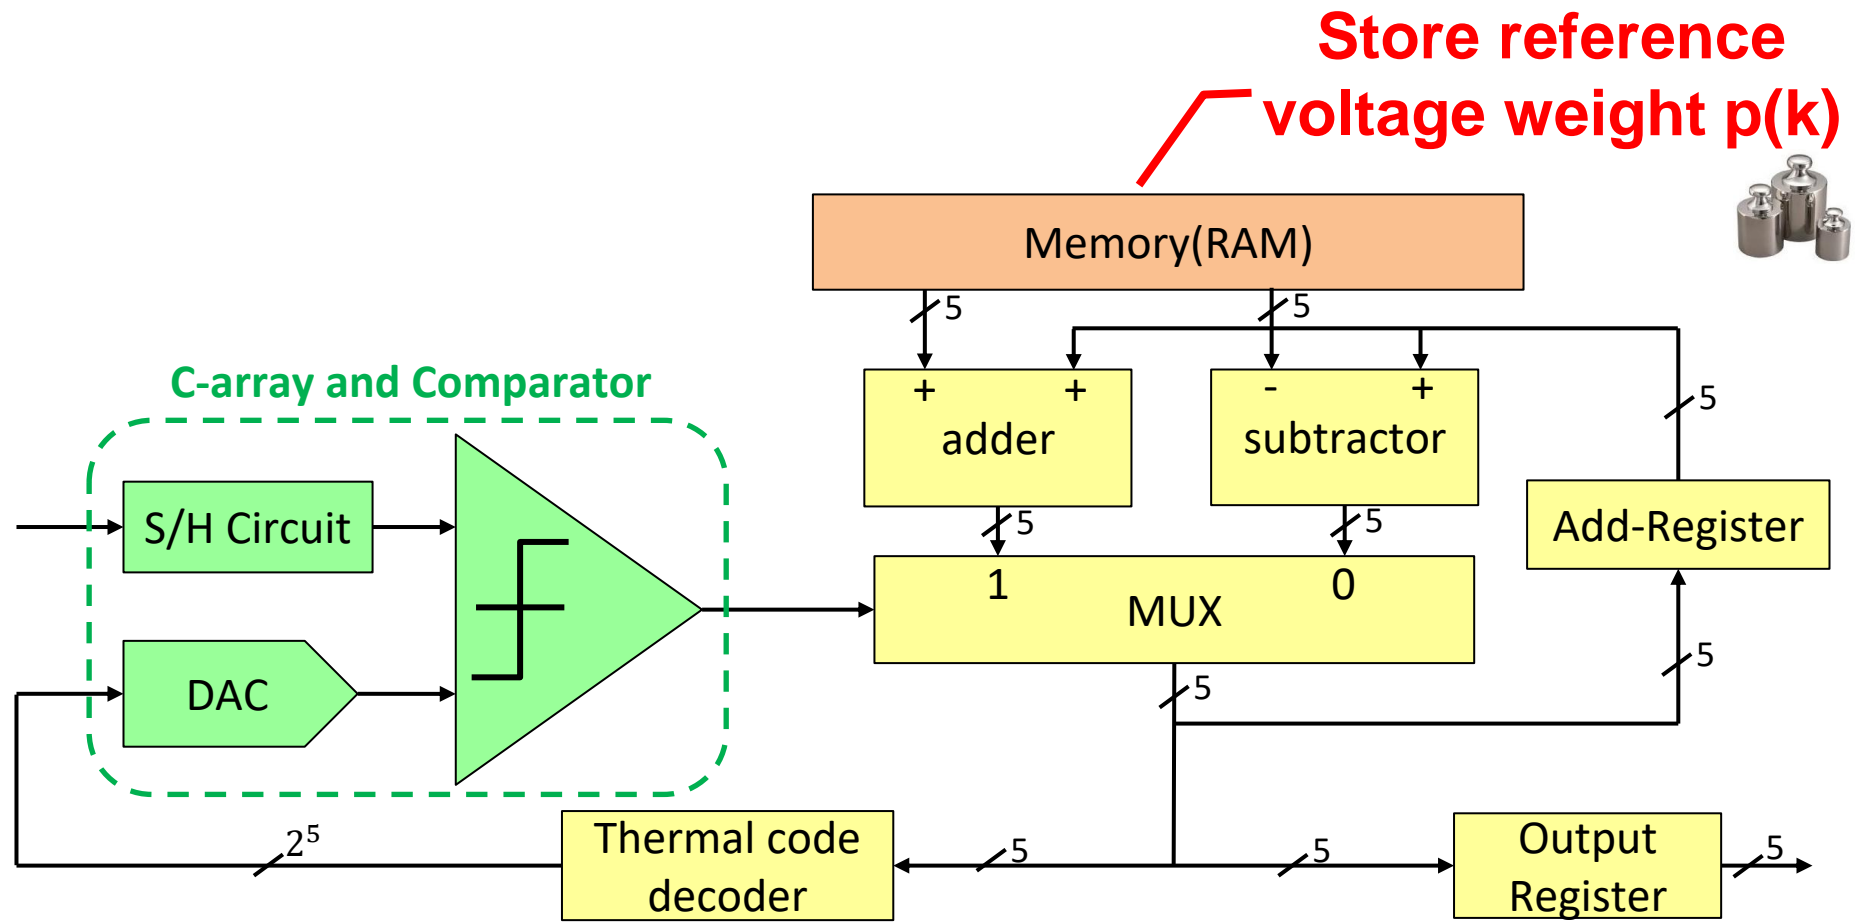 Store reference
voltage weight p(k)
Memory(RAM)
5
5
C-array and Comparator
+
+
-
+
adder
subtractor
5
5
5
S/H Circuit
Add-Register
1
0
MUX
DAC
5
5
2⁵
Thermal code
decoder
5
5
Output
Register
5